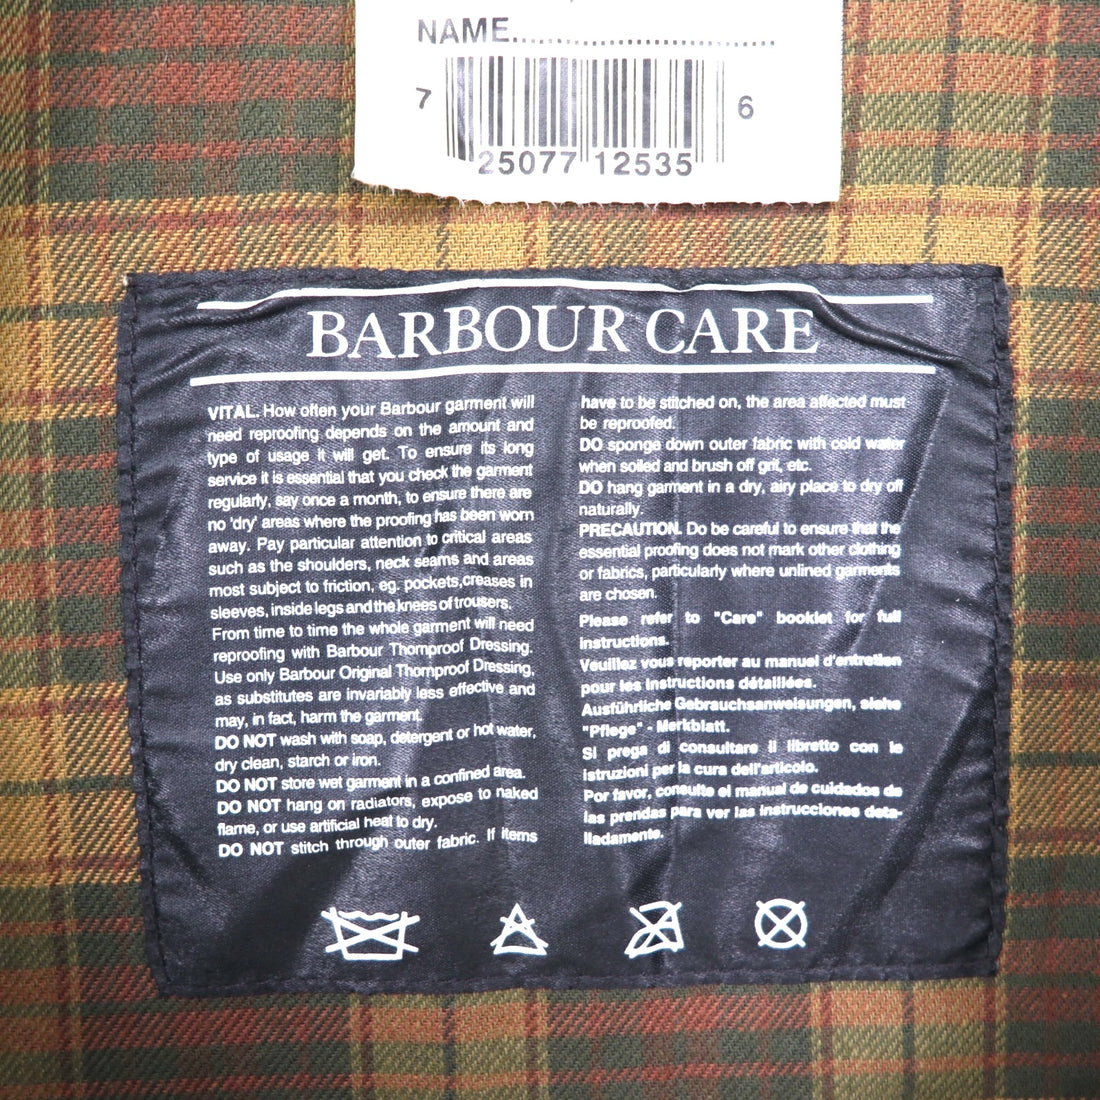 NAME..........................................
7 25077 12535 6
BARBOUR CARE
VITAL. How often your Barbour garment will
need reproofing depends on the amount and
type of usage it will get. To ensure its long
service it is essential that you check the garment
regularly, say once a month, to ensure there are
no 'dry' areas where the proofing has been worn
away. Pay particular attention to critical areas
such as the shoulders, neck seams and areas
most subject to friction, eg. pockets,creases in
sleeves, inside legs and the knees of trousers.
From time to time the whole garment will need
reproofing with Barbour Thornproof Dressing.
Use only Barbour Original Thornproof Dressing,
as substitutes are invariably less effective and
may, in fact, harm the garment.
DO NOT wash with soap, detergent or hot water,
dry clean, starch or iron.
DO NOT store wet garment in a confined area.
DO NOT hang on radiators, expose to naked
flame, or use artificial heat to dry.
DO NOT stitch through outer fabric. If items
have to be stitched on, the area affected must
be reproofed.
DO sponge down outer fabric with cold water
when soiled and brush off grit, etc.
DO hang garment in a dry, airy place to dry off
naturally.
PRECAUTION. Do be careful to ensure that the
essential proofing does not mark other clothing
or fabrics, particularly where unlined garments
are chosen.
Please refer to "Care" booklet for full
instructions.
Veuillez vous reporter au manuel d'entretien
pour les instructions détaillées.
Ausführliche Gebrauchsanweisungen, siehe
"Pflege" - Merkblatt.
Si prega di consultare il libretto con le
istruzioni per la cura dell'articolo.
Por favor, consulte el manual de cuidados de
las prendas para ver las instrucciones deta-
lladamente.